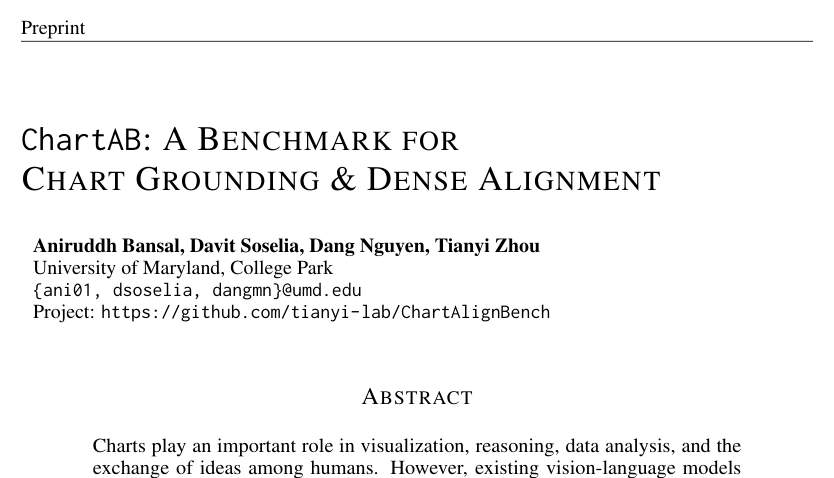 Preprint
ChartAB: A BENCHMARK FOR
CHART GROUNDING & DENSE ALIGNMENT
Aniruddh Bansal, Davit Soselia, Dang Nguyen, Tianyi Zhou
University of Maryland, College Park
{ani01, dsoselia, dangmn}@umd.edu
Project: https://github.com/tianyi-lab/ChartAlignBench
ABSTRACT
Charts play an important role in visualization, reasoning, data analysis, and the
exchange of ideas among humans. However, existing vision-language models